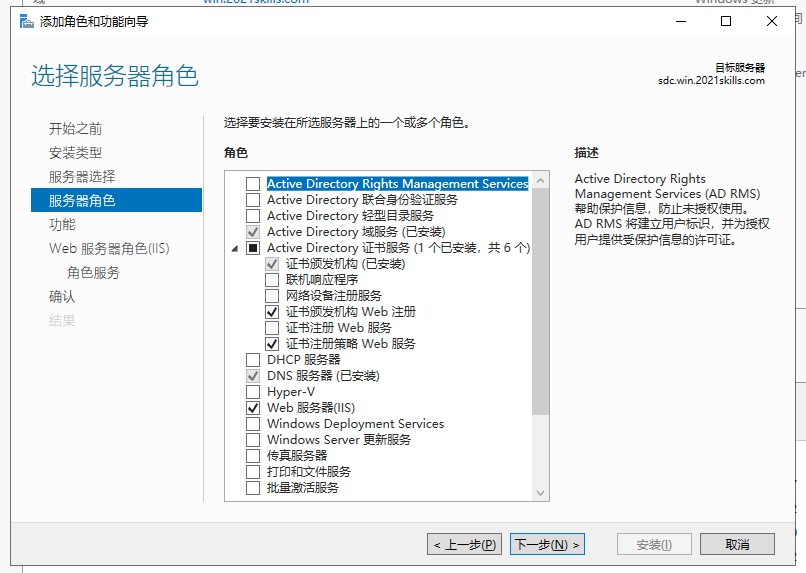 win.2021skills.com
Windows 更新
添加角色和功能向导
选择服务器角色
目标服务器
sdc.win.2021skills.com
开始之前
安装类型
服务器选择
服务器角色
功能
Web 服务器角色(IIS)
角色服务
确认
结果
选择要安装在所选服务器上的一个或多个角色。
角色
Active Directory Rights Management Services
Active Directory 联合身份验证服务
Active Directory 轻型目录服务
Active Directory 域服务 (已安装)
Active Directory 证书服务 (1 个已安装，共 6 个)
证书颁发机构 (已安装)
联机响应程序
网络设备注册服务
证书颁发机构 Web 注册
证书注册 Web 服务
证书注册策略 Web 服务
DHCP 服务器
DNS 服务器 (已安装)
Hyper-V
Web 服务器(IIS)
Windows Deployment Services
Windows Server 更新服务
传真服务器
打印和文件服务
批量激活服务
描述
Active Directory Rights
Management Services (AD RMS)
帮助保护信息，防止未授权使用。
AD RMS 将建立用户标识，并为授权
用户提供受保护信息的许可证。
< 上一步(P)
下一步(N) >
安装(I)
取消